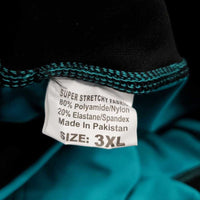 SUPER STRETCHY FABRIC
80% Polyamide/Nylon
20% Elastane/Spandex
Made In Pakistan
SIZE: 3XL